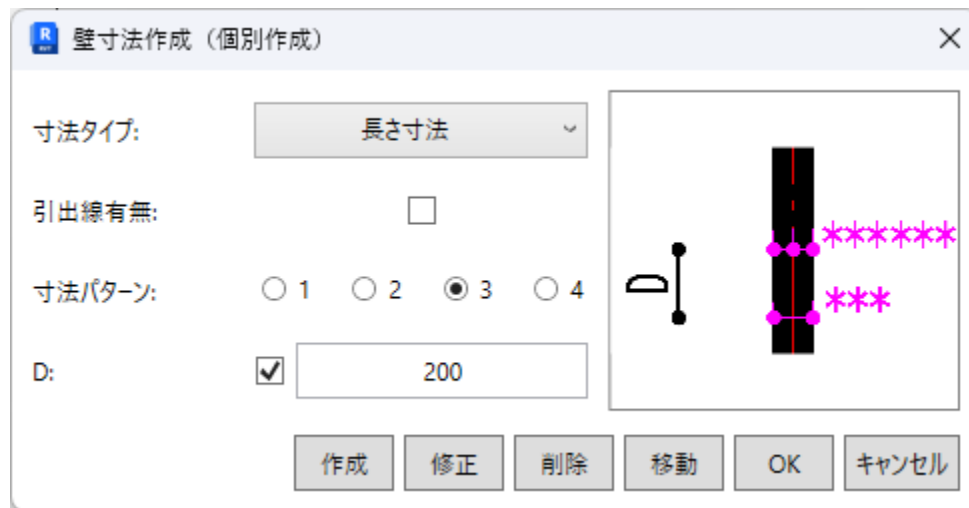 R
RVT
壁寸法作成（個別作成）
寸法タイプ:
長さ寸法
引出線有無:
寸法パターン:
1 2 3 4
D:
200
D
******
***
作成 修正 削除 移動 OK キャンセル